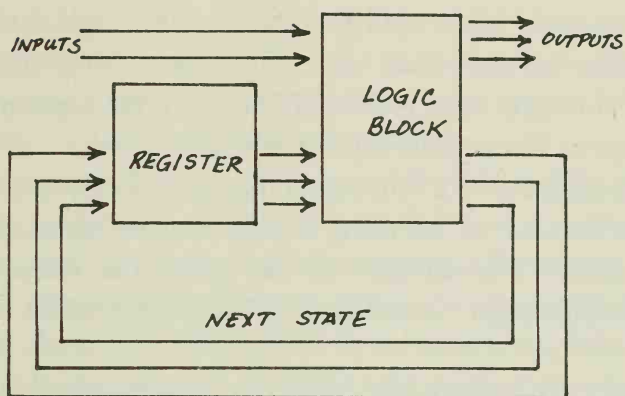 INPUTS
OUTPUTS
LOGIC
BLOCK
REGISTER
NEXT STATE